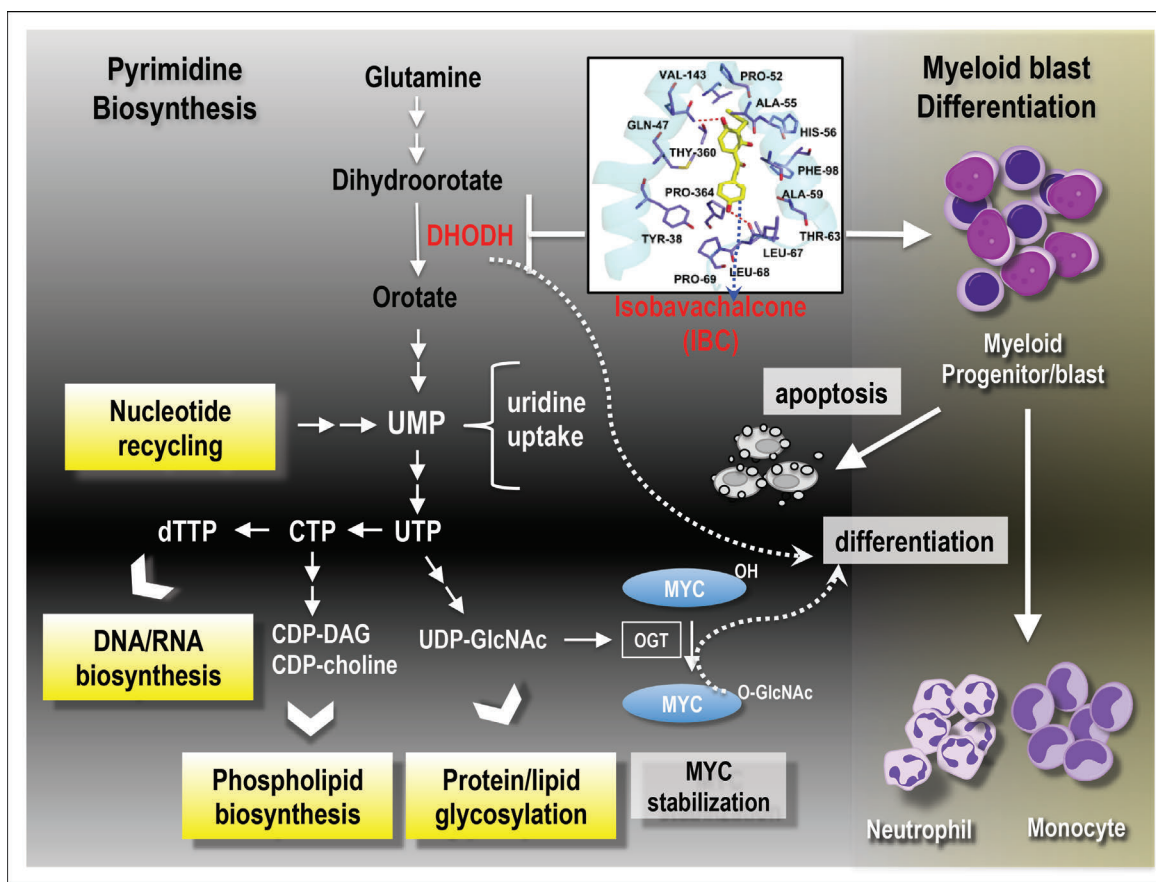 Pyrimidine
Biosynthesis
Glutamine
Dihydroorotate
DHODH
Orotate
VAL-143
PRO-52
ALA-55
GLN-47
HIS-56
THY-360
PHE-98
PRO-364
ALA-59
TYR-38
THR-63
LEU-67
PRO-69
LEU-68
Isobavachalcone
(IBC)
Myeloid blast
Differentiation
Myeloid
Progenitor/blast
apoptosis
Nucleotide
recycling
UMP
uridine
uptake
dTTP
CTP
UTP
differentiation
MYC
OH
DNA/RNA
biosynthesis
CDP-DAG
CDP-choline
UDP-GlcNAc
OGT
MYC
O-GlcNAc
Phospholipid
biosynthesis
Protein/lipid
glycosylation
MYC
stabilization
Neutrophil
Monocyte